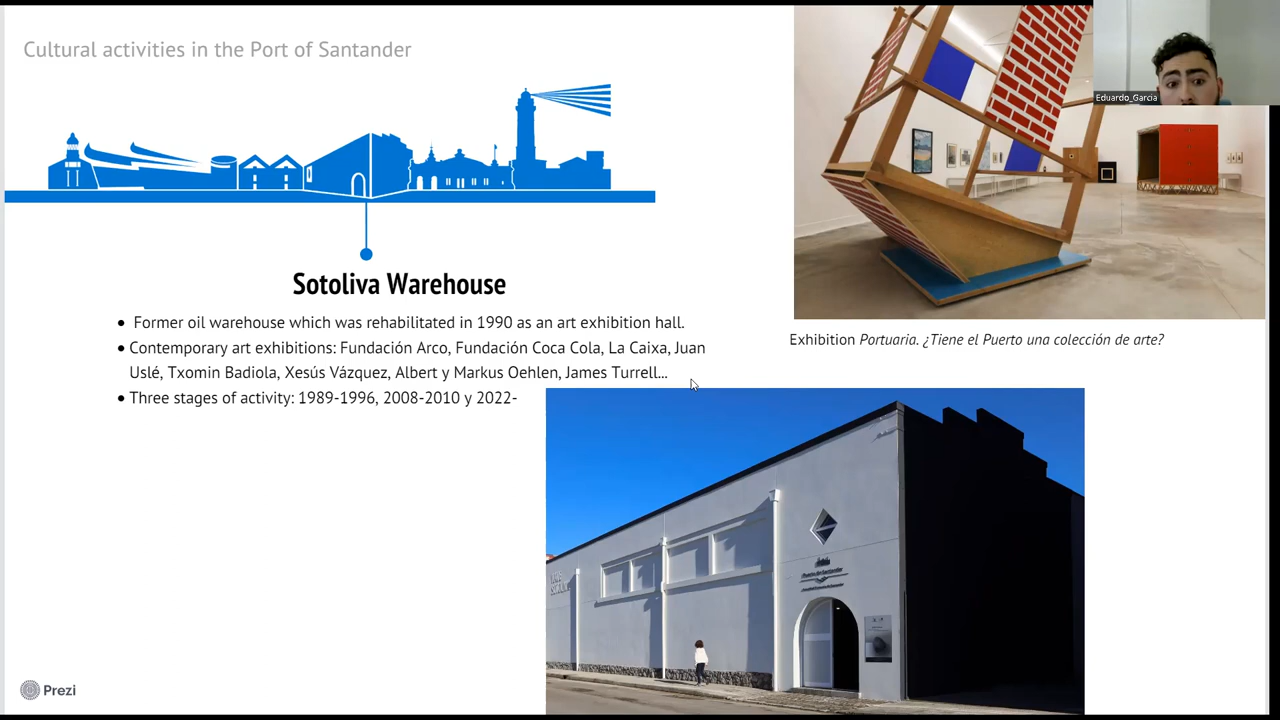 Cultural activities in the Port of Santander
Eduardo_Garcia
Sotoliva Warehouse
• Former oil warehouse which was rehabilitated in 1990 as an art exhibition hall.
• Contemporary art exhibitions: Fundación Arco, Fundación Coca Cola, La Caixa, Juan
Uslé, Txomin Badiola, Xesús Vázquez, Albert y Markus Oehlen, James Turrell...
• Three stages of activity: 1989-1996, 2008-2010 y 2022-
Exhibition Portuaria. ¿Tiene el Puerto una colección de arte?
Puerto de Santander
Prezi